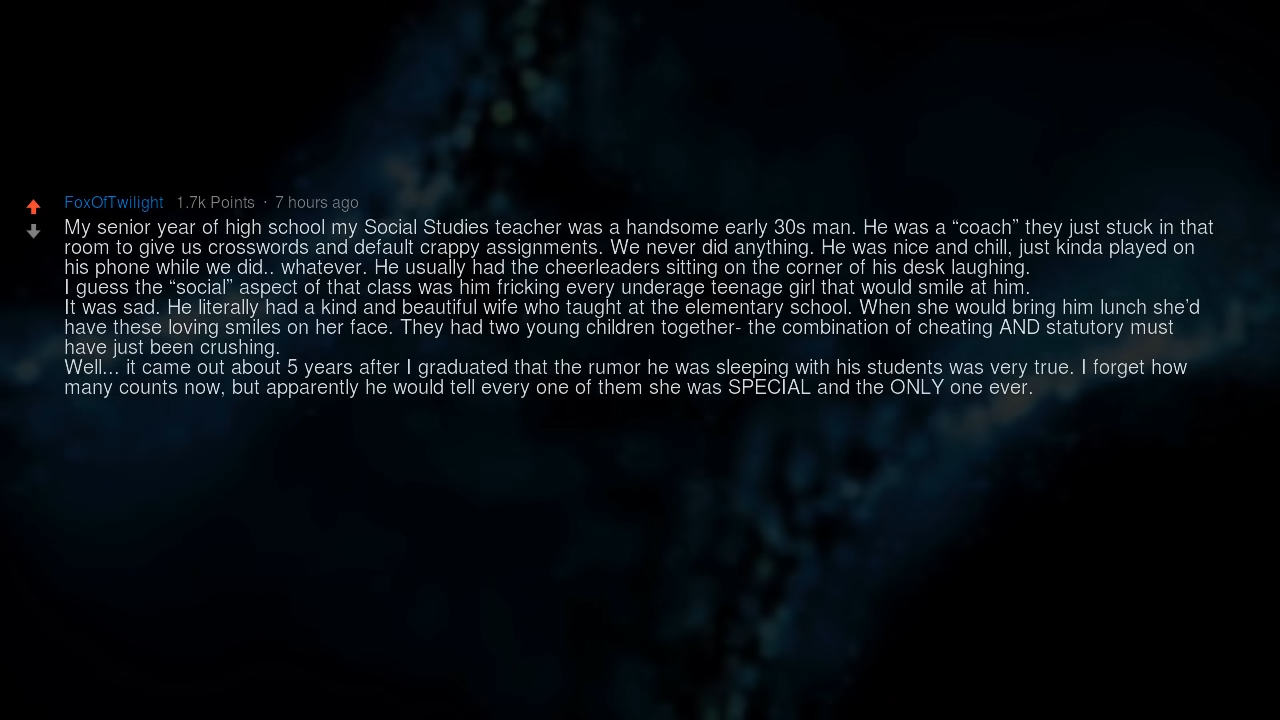 FoxOfTwilight 1.7k Points · 7 hours ago
My senior year of high school my Social Studies teacher was a handsome early 30s man. He was a “coach” they just stuck in that
room to give us crosswords and default crappy assignments. We never did anything. He was nice and chill, just kinda played on
his phone while we did.. whatever. He usually had the cheerleaders sitting on the corner of his desk laughing.
I guess the “social” aspect of that class was him fricking every underage teenage girl that would smile at him.
It was sad. He literally had a kind and beautiful wife who taught at the elementary school. When she would bring him lunch she’d
have these loving smiles on her face. They had two young children together- the combination of cheating AND statutory must
have just been crushing.
Well... it came out about 5 years after I graduated that the rumor he was sleeping with his students was very true. I forget how
many counts now, but apparently he would tell every one of them she was SPECIAL and the ONLY one ever.